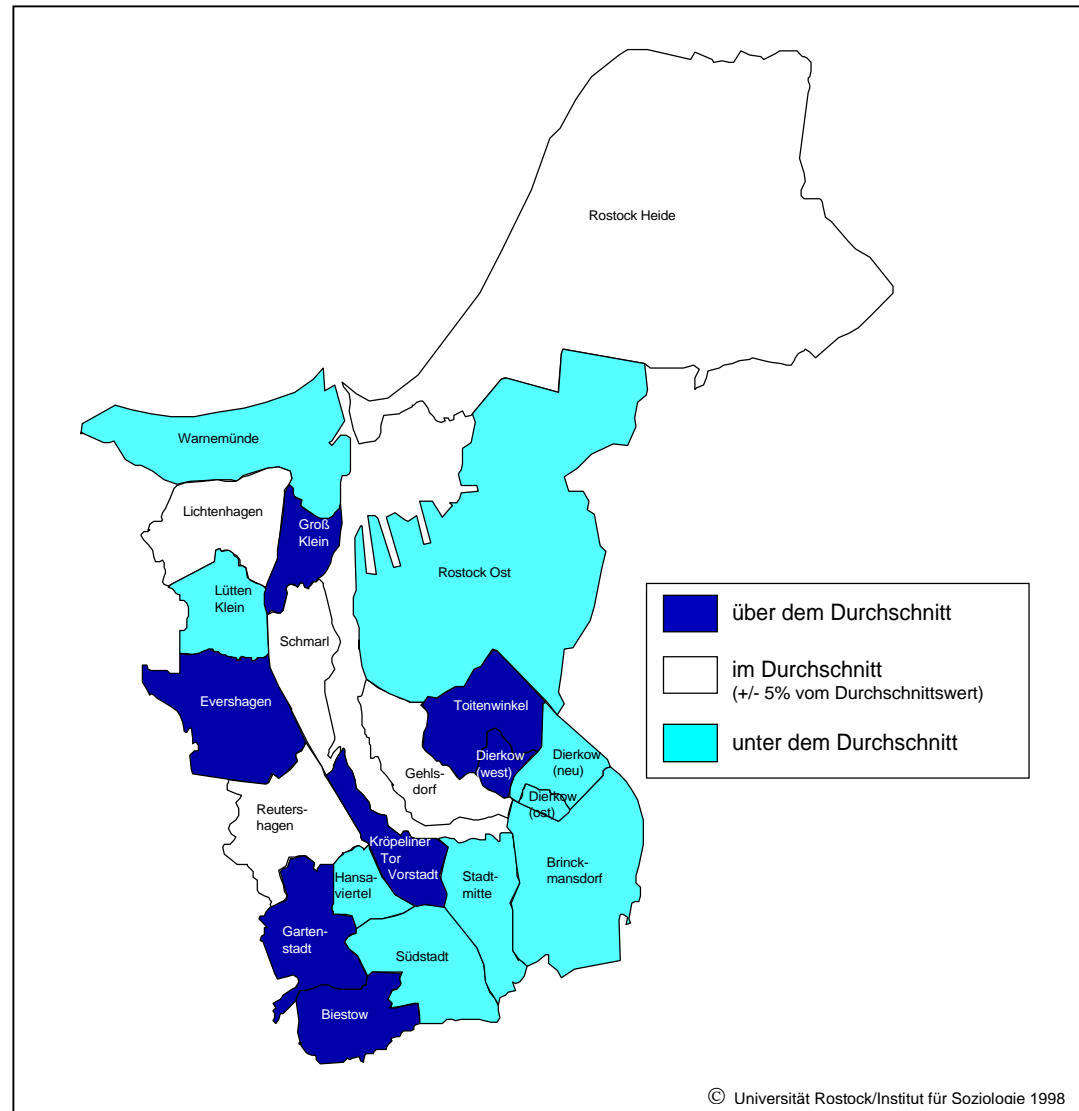 Rostock Heide
Warnemünde
Lichtenhagen
Groß
Klein
Rostock Ost
Lütten
Klein
Schmarl
über dem Durchschnitt
im Durchschnitt
(+/- 5% vom Durchschnittswert)
unter dem Durchschnitt
Evershagen
Toitenwinkel
Dierkow
(west)
Dierkow
(neu)
Gehls-
dorf
Dierkow
(ost)
Reuters-
hagen
Kröpeliner
Tor
Vorstadt
Hansa-
viertel
Stadt-
mitte
Brinck-
mansdorf
Garten-
stadt
Südstadt
Biestow
© Universität Rostock/Institut für Soziologie 1998